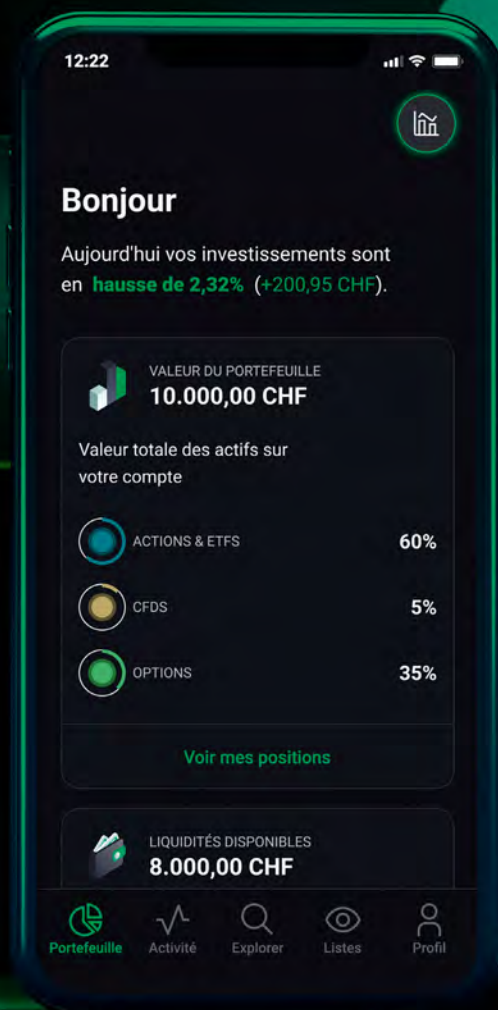 12:22
Bonjour
Aujourd'hui vos investissements sont
en hausse de 2,32% (+200,95 CHF).
VALEUR DU PORTEFEUILLE
10.000,00 CHF
Valeur totale des actifs sur
votre compte
ACTIONS & ETFS 60%
CFDS 5%
OPTIONS 35%
Voir mes positions
LIQUIDITÉS DISPONIBLES
8.000,00 CHF
Portefeuille Activité Explorer Listes Profil